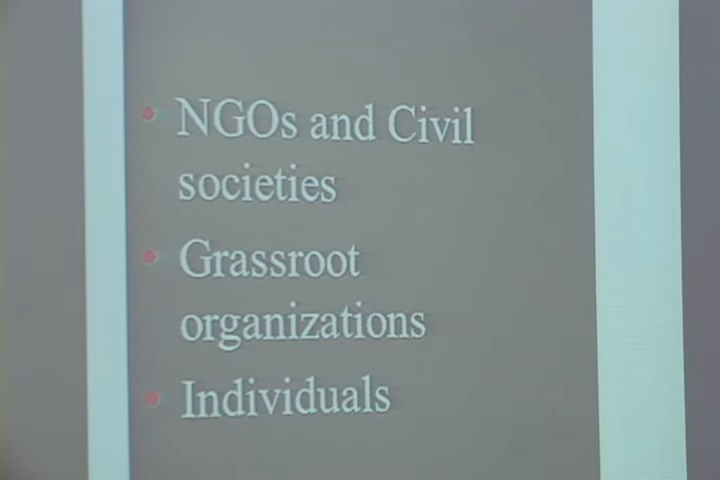 NGOs and Civil
societies
Grassroot
organizations
Individuals